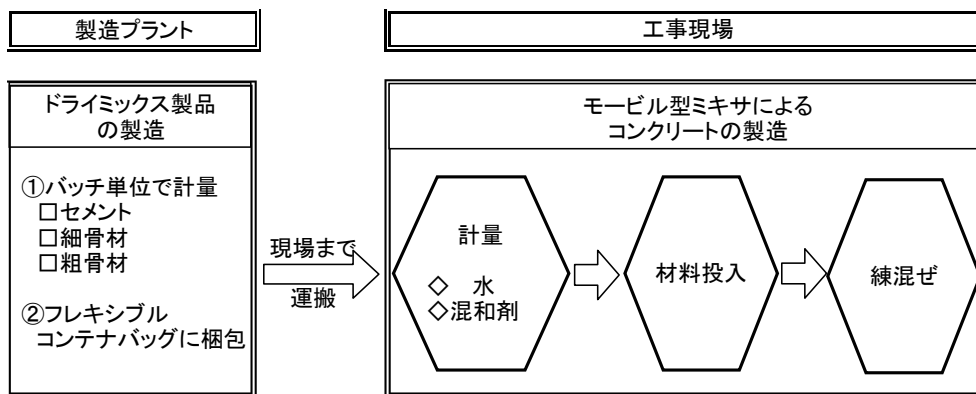 製造プラント
工事現場
ドライミックス製品
の製造
①バッチ単位で計量
□セメント
□細骨材
□粗骨材
②フレキシブル
コンテナバッグに梱包
現場まで
運搬
モービル型ミキサによる
コンクリートの製造
計量
◇ 水
◇混和剤
材料投入
練混ぜ